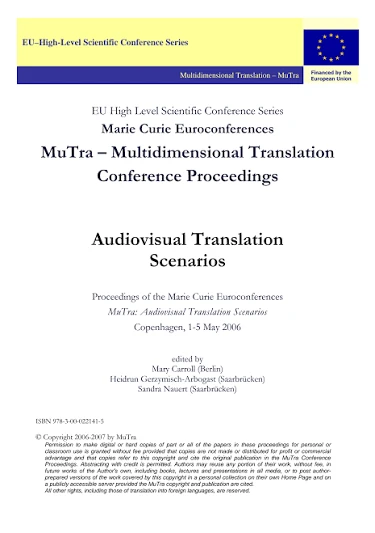 EU–High-Level Scientific Conference Series
Multidimensional Translation – MuTra
Financed by the
European Union
EU High Level Scientific Conference Series
Marie Curie Euroconferences
MuTra – Multidimensional Translation
Conference Proceedings
Audiovisual Translation
Scenarios
Proceedings of the Marie Curie Euroconferences
MuTra: Audiovisual Translation Scenarios
Copenhagen, 1-5 May 2006
edited by
Mary Carroll (Berlin)
Heidrun Gerzymisch-Arbogast (Saarbrücken)
Sandra Nauert (Saarbrücken)
ISBN 978-3-00-022141-5
© Copyright 2006-2007 by MuTra
Permission to make digital or hard copies of part or all of the papers in these proceedings for personal or
classroom use is granted without fee provided that copies are not made or distributed for profit or commercial
advantage and that copies refer to this copyright and cite the original publication in the MuTra Conference
Proceedings. Abstracting with credit is permitted. Authors may reuse any portion of their work, without fee, in
future works of the Author's own, including books, lectures and presentations in all media, or to post author-
prepared versions of the work covered by this copyright in a personal collection on their own Home Page and on
a publicly accessible server provided the MuTra copyright and publication are cited.
All other rights, including those of translation into foreign languages, are reserved.